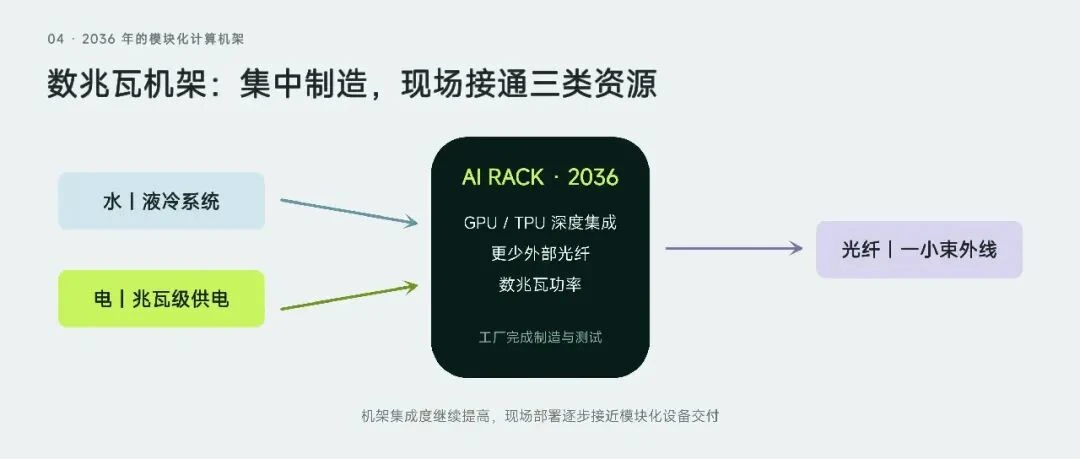 04 · 2036 年的模块化计算机架
数兆瓦机架：集中制造，现场接通三类资源
水丨液冷系统
电丨兆瓦级供电
AI RACK · 2036
GPU / TPU 深度集成
更少外部光纤
数兆瓦功率
工厂完成制造与测试
光纤丨一小束外线
机架集成度继续提高，现场部署逐步接近模块化设备交付